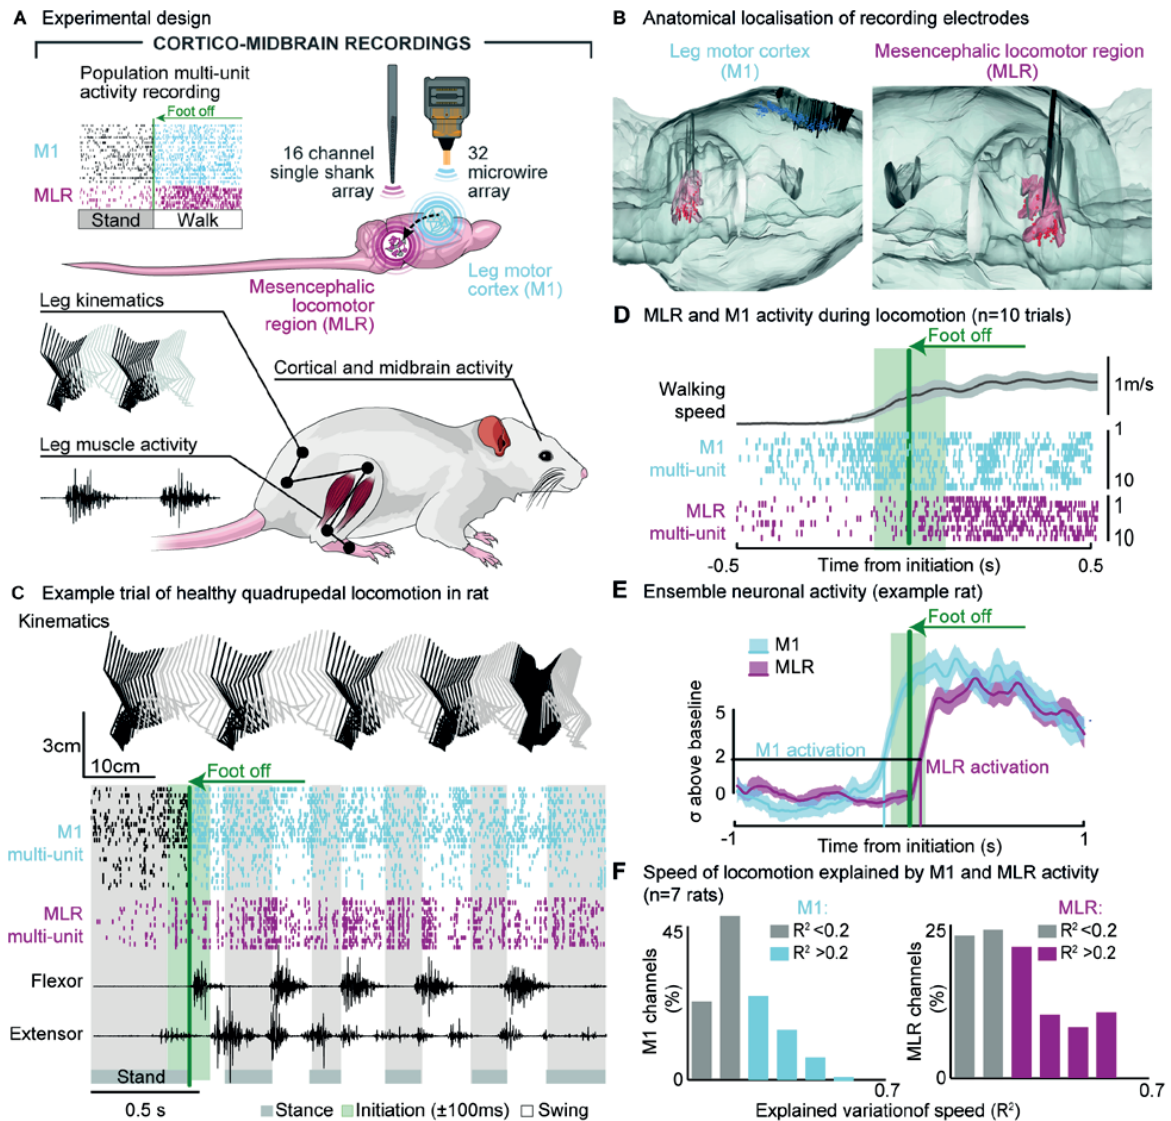 A Experimental design
CORTICO-MIDBRAIN RECORDINGS
Population multi-unit
activity recording
Foot off
M1
MLR
Stand
Walk
16 channel
single shank
array
32
microwire
array
Mesencephalic
locomotor
region (MLR)
Leg motor
cortex (M1)
Leg kinematics
Cortical and midbrain activity
Leg muscle activity
B Anatomical localisation of recording electrodes
Leg motor cortex
(M1)
Mesencephalic locomotor region
(MLR)
C Example trial of healthy quadrupedal locomotion in rat
Kinematics
3cm
10cm
Foot off
M1
multi-unit
MLR
multi-unit
Flexor
Extensor
Stand
0.5 s
Stance
Initiation (±100ms)
Swing
D MLR and M1 activity during locomotion (n=10 trials)
Foot off
Walking
speed
1m/s
M1
multi-unit
1
10
MLR
multi-unit
1
10
-0.5
Time from initiation (s)
0.5
E Ensemble neuronal activity (example rat)
Foot off
M1
MLR
σ above baseline
5
2
0
M1 activation
MLR activation
-1
Time from initiation (s)
1
F Speed of locomotion explained by M1 and MLR activity
(n=7 rats)
M1:
R² <0.2
R² >0.2
45
M1 channels
(%)
0
0.7
MLR:
R² <0.2
R² >0.2
25
MLR channels
(%)
0
0.7
Explained variationof speed (R²)